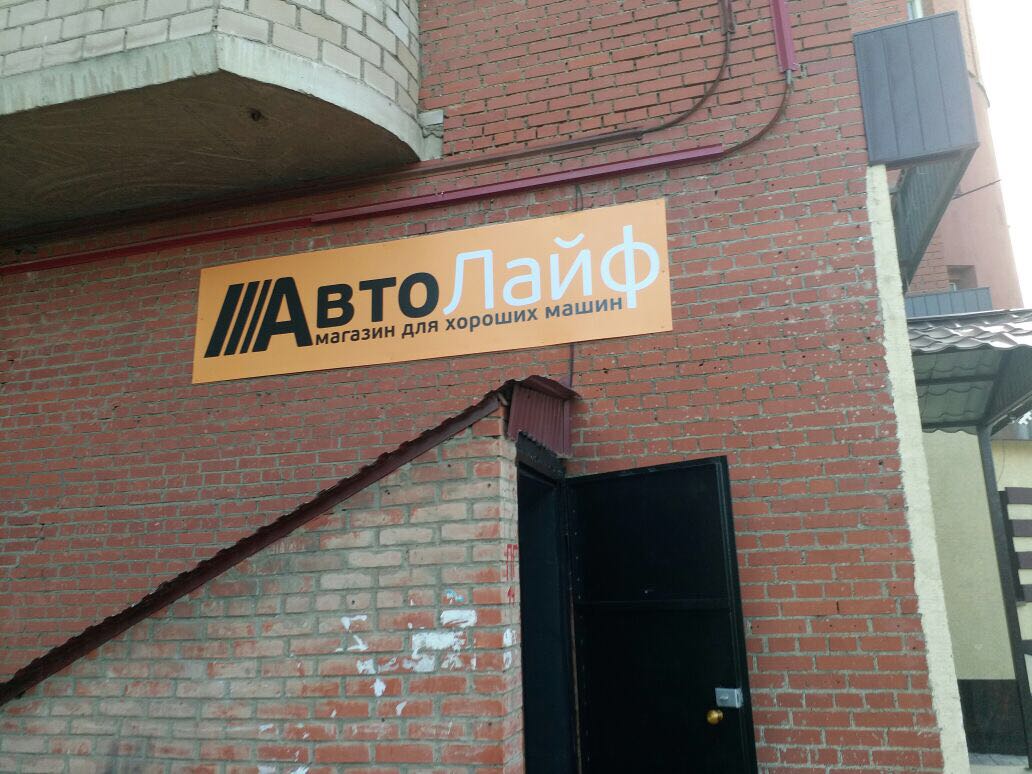 АвтоЛайф
магазин для хороших машин